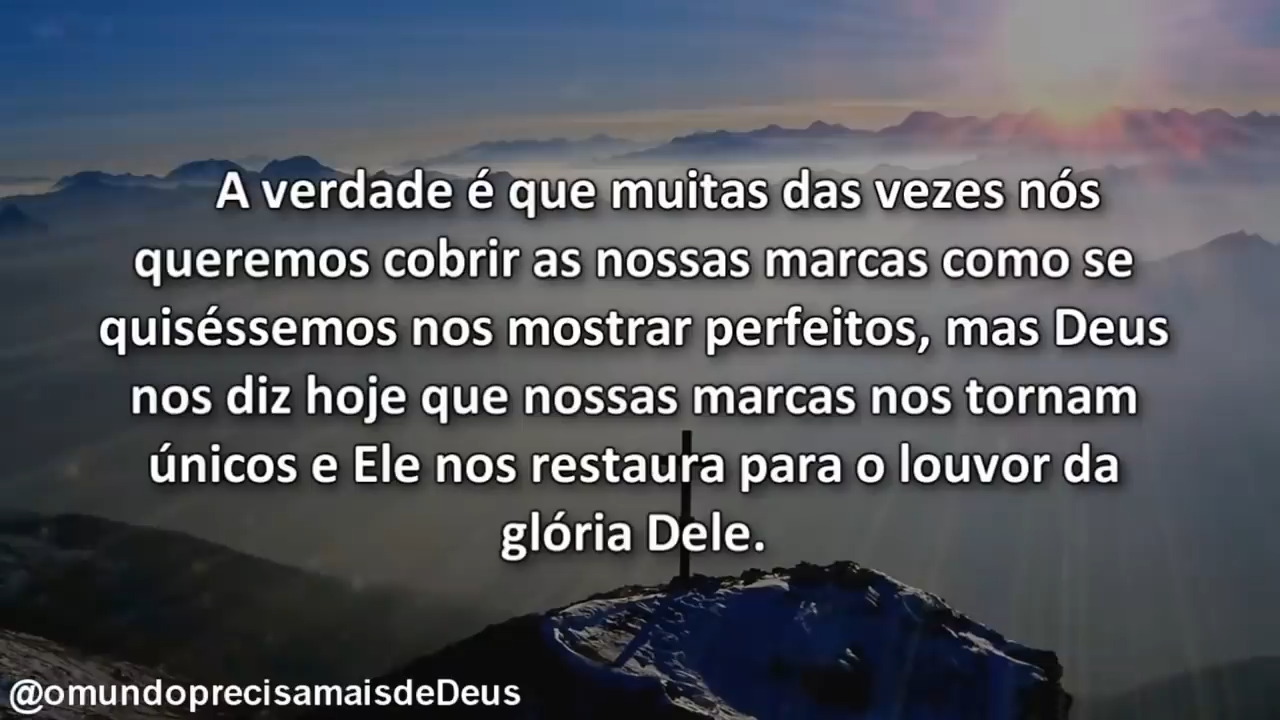 A verdade é que muitas das vezes nós
queremos cobrir as nossas marcas como se
quiséssemos nos mostrar perfeitos, mas Deus
nos diz hoje que nossas marcas nos tornam
únicos e Ele nos restaura para o louvor da
glória Dele.
@omundoprecisamaisdeDeus